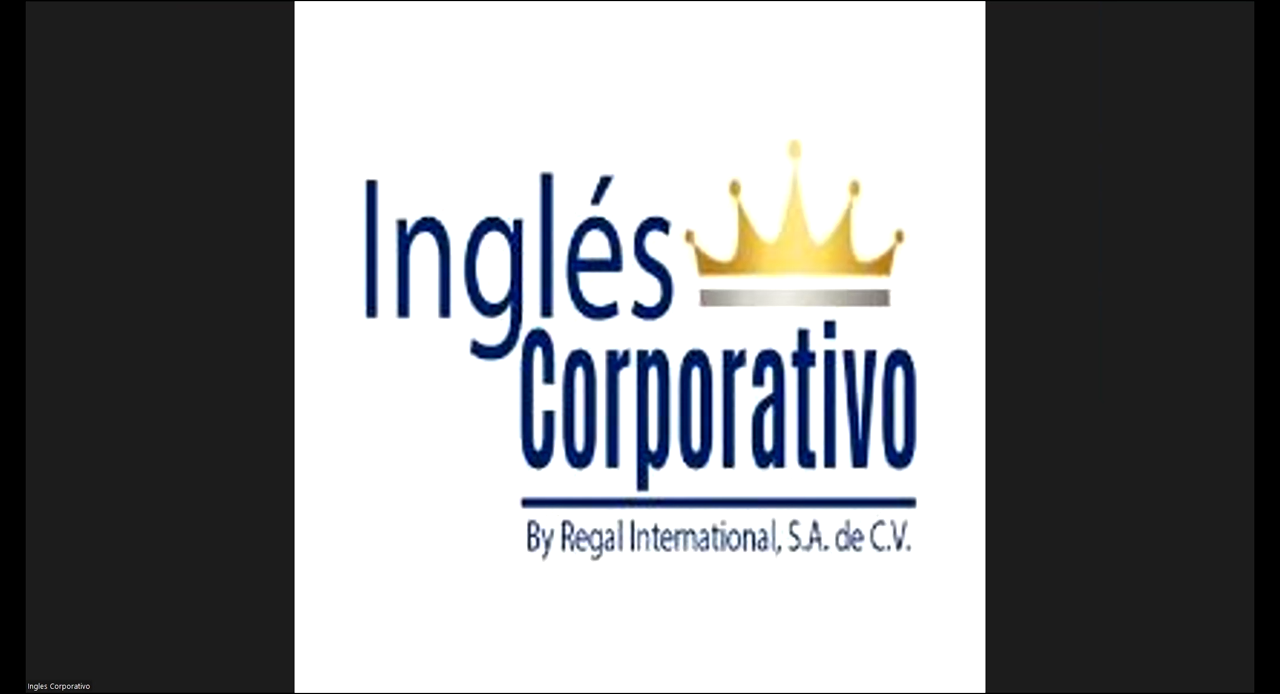 Inglés
Corporativo
By Regal International, S.A. de C.V.
Ingles Corporativo